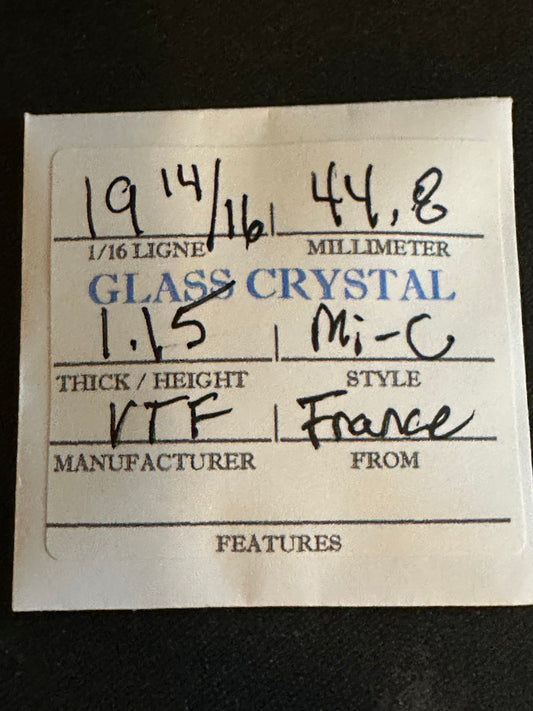 19 14/16 | 44.8
1/16 LIGNE MILLIMETER
GLASS CRYSTAL
1.15 | Mi-C
THICK / HEIGHT STYLE
VTF | France
MANUFACTURER FROM
FEATURES